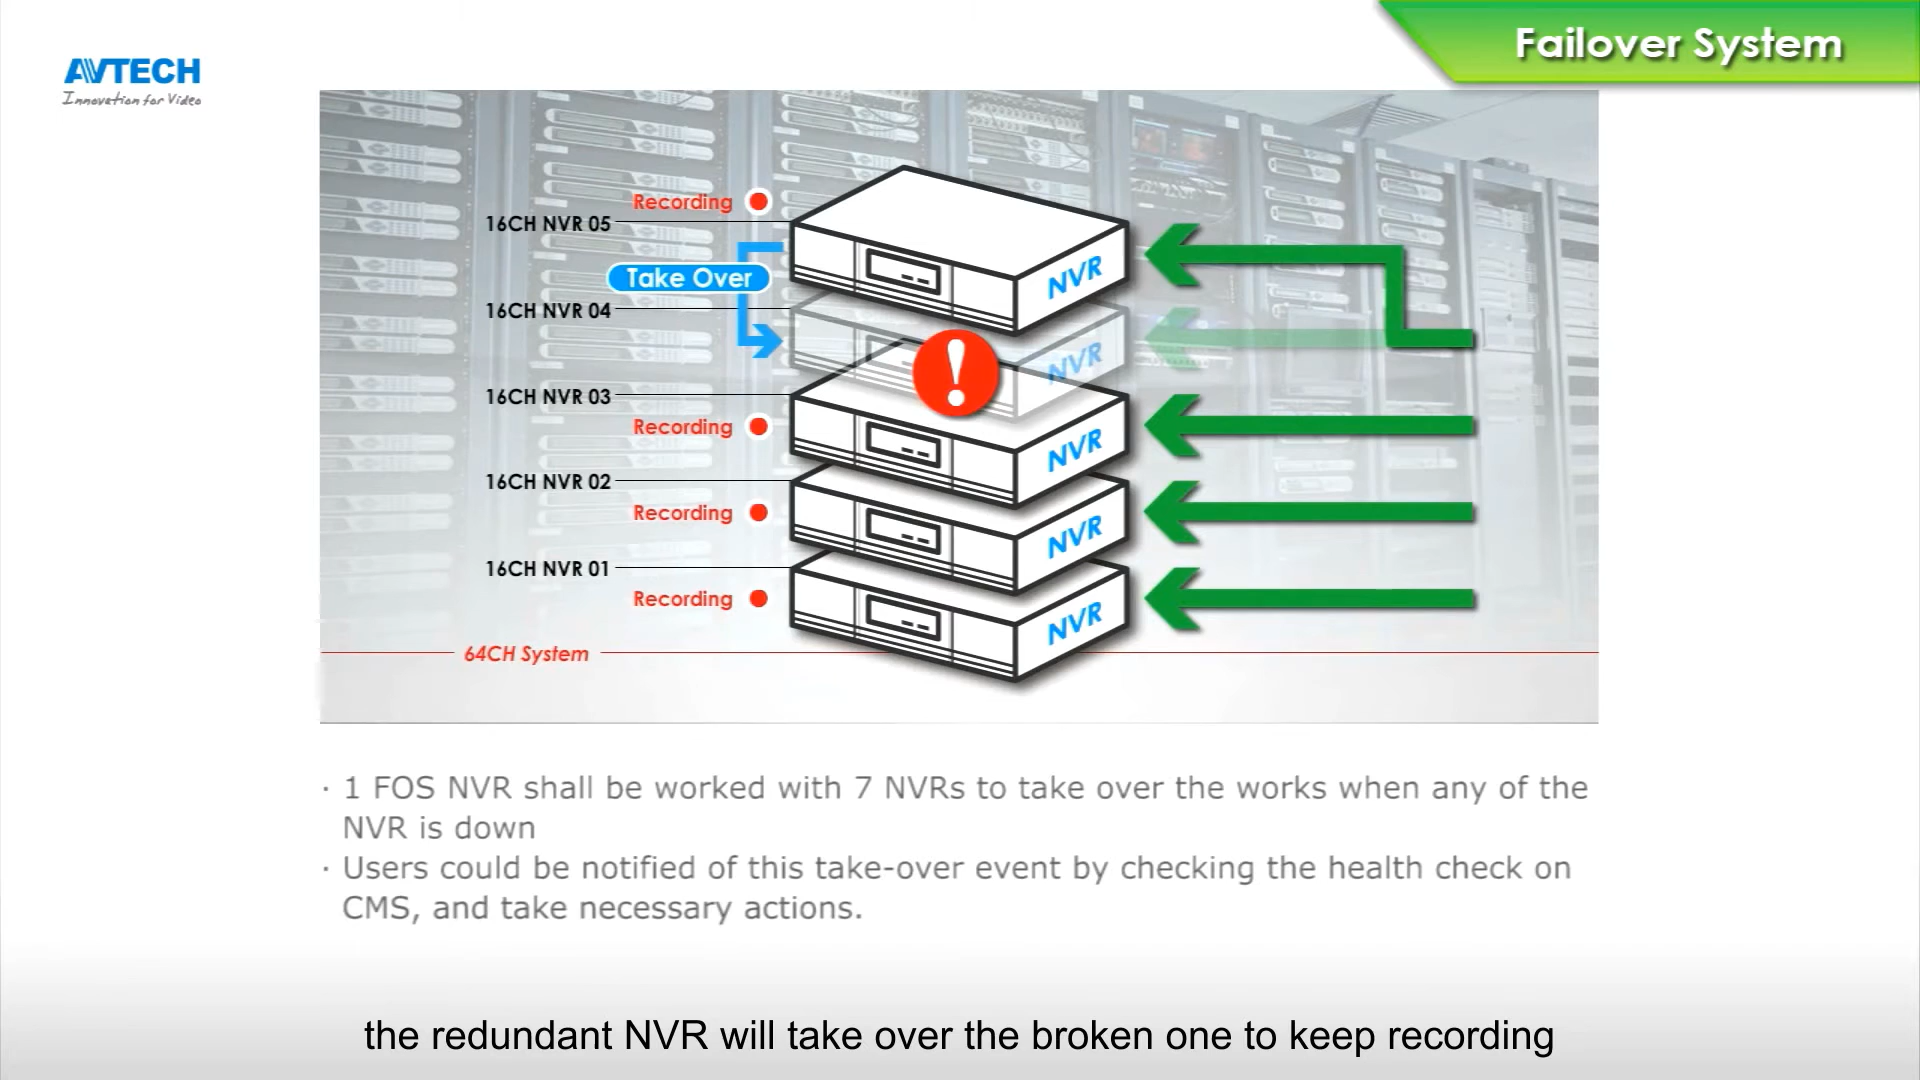 Failover System
AVTECH
Innovation for Video
Recording
16CH NVR 05
Take Over
NVR
16CH NVR 04
NVR
16CH NVR 03
Recording
NVR
16CH NVR 02
Recording
NVR
16CH NVR 01
Recording
NVR
64CH System
· 1 FOS NVR shall be worked with 7 NVRs to take over the works when any of the
NVR is down
· Users could be notified of this take-over event by checking the health check on
CMS, and take necessary actions.
the redundant NVR will take over the broken one to keep recording